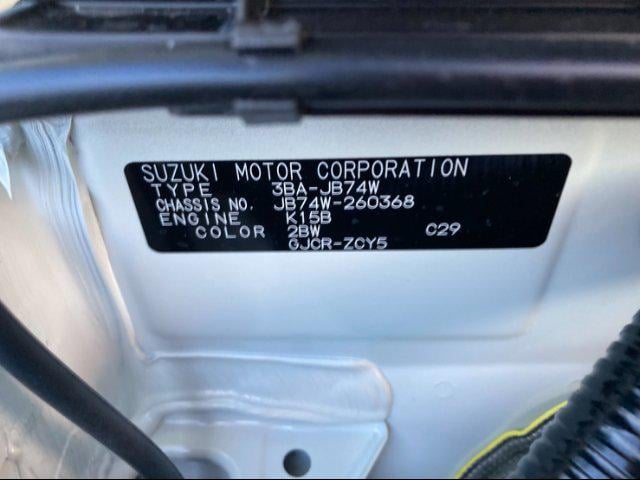 SUZUKI MOTOR CORPORATION
TYPE 3BA-JB74W
CHASSIS NO. JB74W-260368
ENGINE K15B
COLOR 2BW C29
GJCR-ZCY5